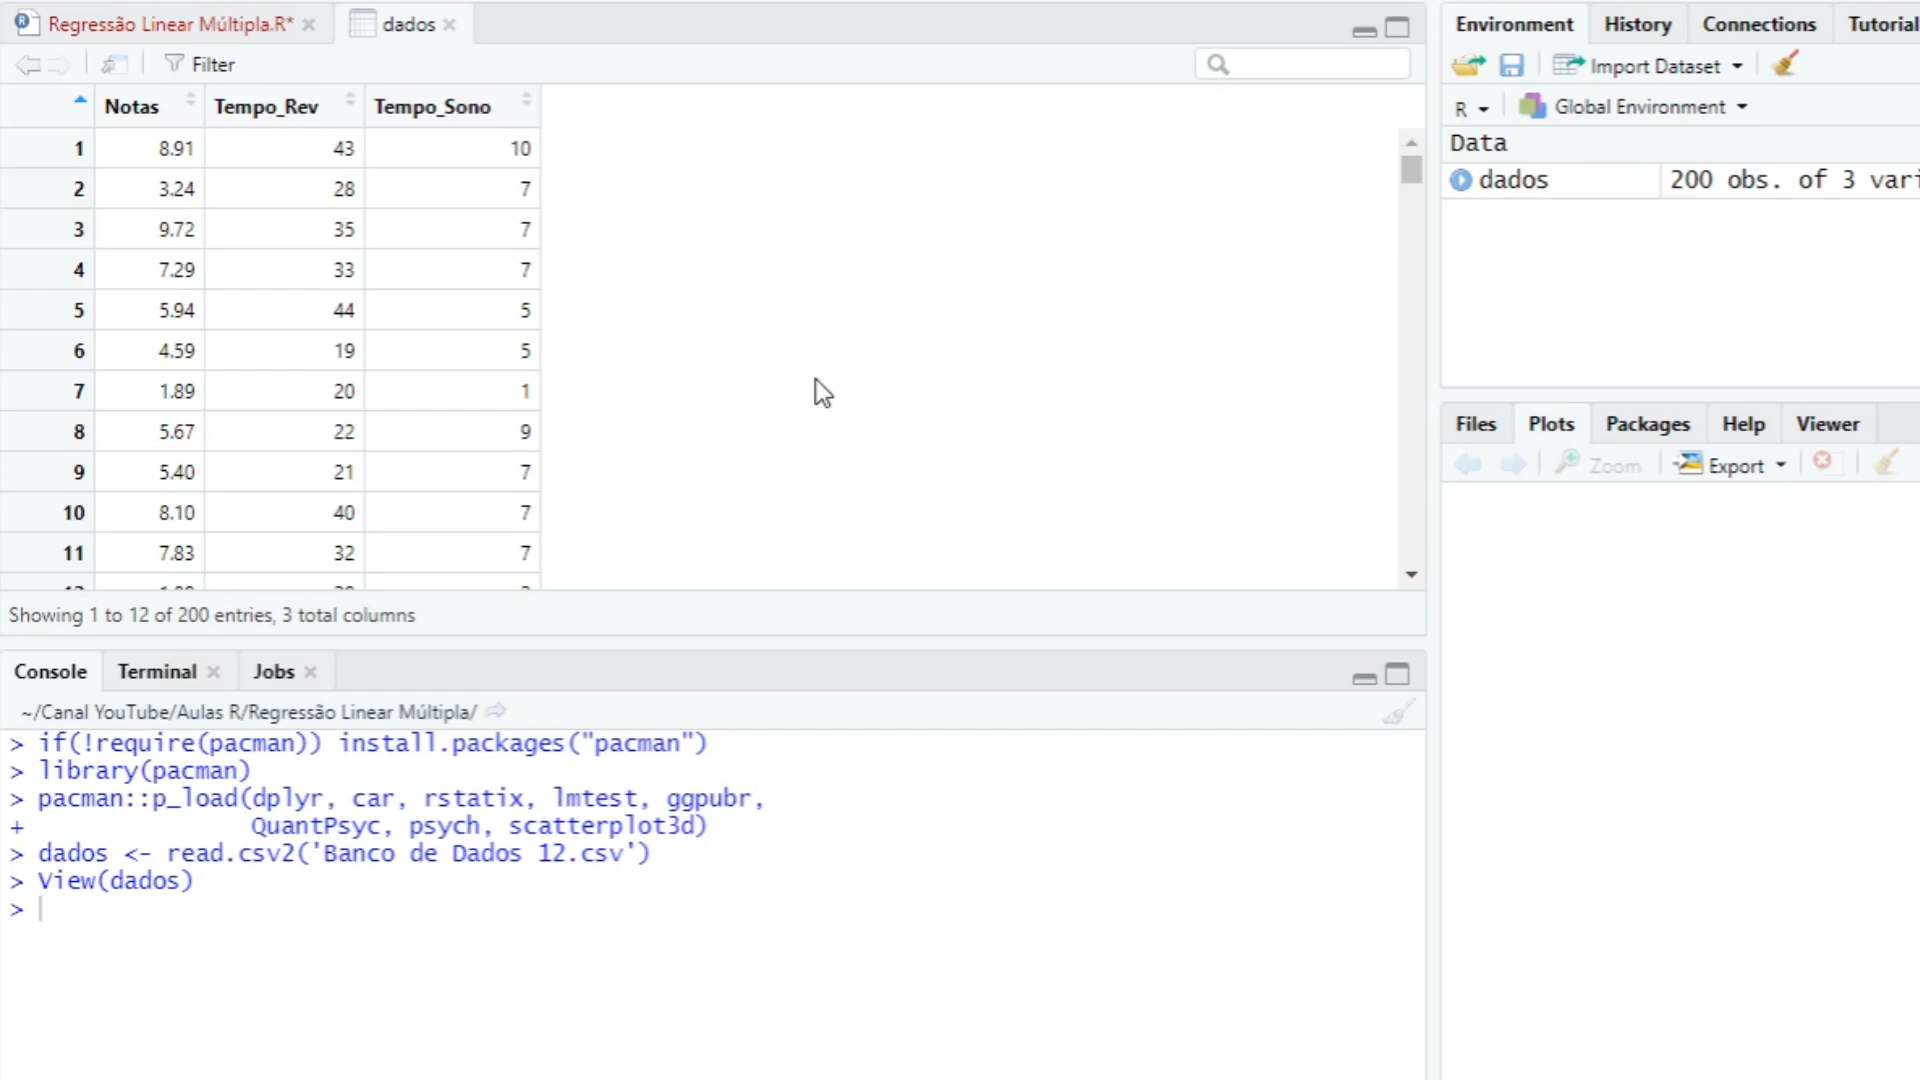 Regressão Linear Múltipla.R*
dados
Filter
Notas Tempo_Rev Tempo_Sono
1 8.91 43 10
2 3.24 28 7
3 9.72 35 7
4 7.29 33 7
5 5.94 44 5
6 4.59 19 5
7 1.89 20 1
8 5.67 22 9
9 5.40 21 7
10 8.10 40 7
11 7.83 32 7
Showing 1 to 12 of 200 entries, 3 total columns
Console Terminal Jobs
~/Canal YouTube/Aulas R/Regressão Linear Múltipla/
> if(!require(pacman)) install.packages("pacman")
> library(pacman)
> pacman::p_load(dplyr, car, rstatix, lmtest, ggpubr,
+ QuantPsyc, psych, scatterplot3d)
> dados <- read.csv2('Banco de Dados 12.csv')
> View(dados)
>
Environment History Connections Tutorial
Import Dataset
R Global Environment
Data
dados 200 obs. of 3 vari
Files Plots Packages Help Viewer
Zoom Export